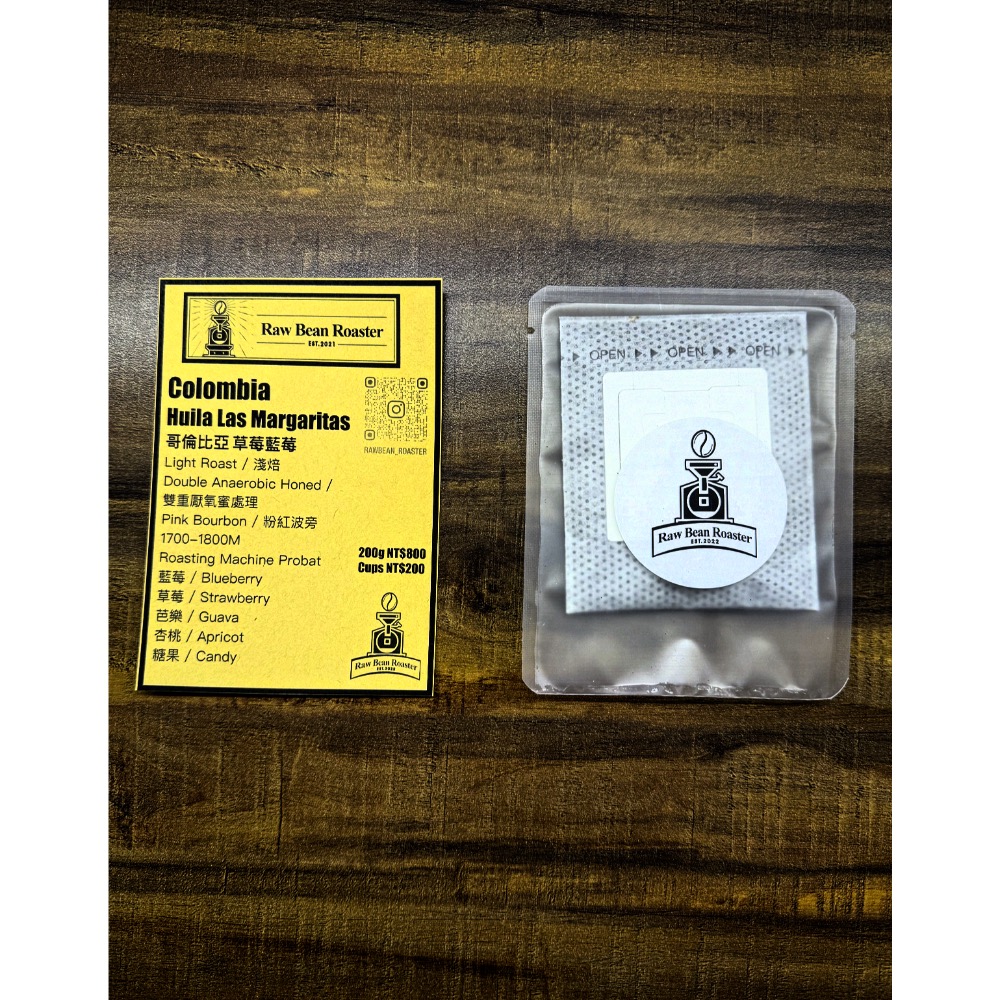 Raw Bean Roaster
EST.2021
Colombia
Huila Las Margaritas
哥倫比亞 草莓藍莓
RAWBEAN_ROASTER
Light Roast / 淺焙
Double Anaerobic Honed /
雙重厭氧蜜處理
Pink Bourbon / 粉紅波旁
1700-1800M
Roasting Machine Probat
藍莓 / Blueberry
草莓 / Strawberry
芭樂 / Guava
杏桃 / Apricot
糖果 / Candy
200g NT$800
Cups NT$200
Raw Bean Roaster
OPEN OPEN OPEN
Raw Bean Roaster
EST.2022